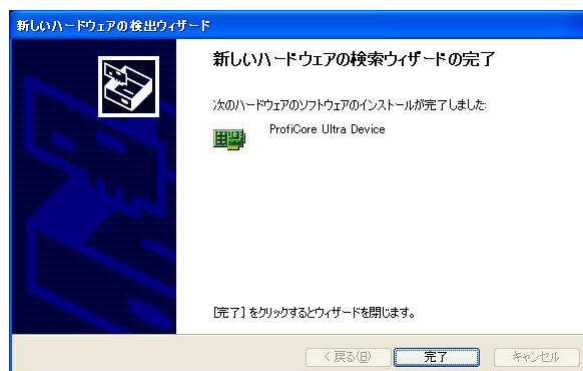 新しいハードウェアの検出ウィザード
新しいハードウェアの検索ウィザードの完了
次のハードウェアのソフトウェアのインストールが完了しました:
ProfiCore Ultra Device
[完了] をクリックするとウィザードを閉じます。
< 戻る(B)
完了
キャンセル